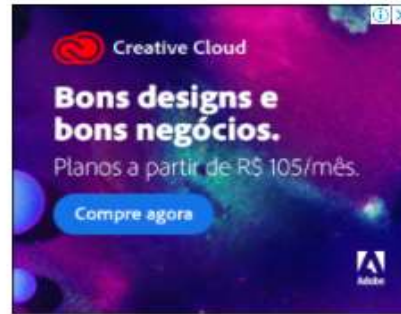 Creative Cloud
Bons designs e
bons negócios.
Planos a partir de R$ 105/mês.
Compre agora
Adobe